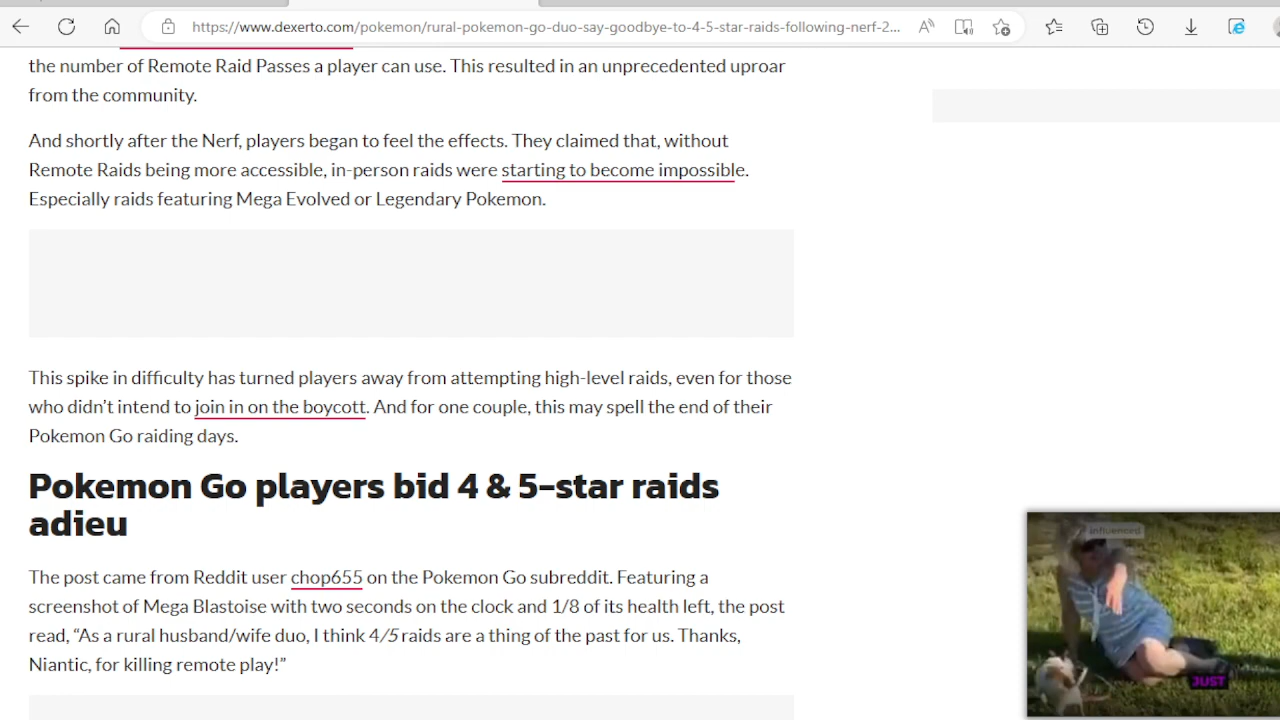 https://www.dexerto.com/pokemon/rural-pokemon-go-duo-say-goodbye-to-4-5-star-raids-following-nerf-2...
the number of Remote Raid Passes a player can use. This resulted in an unprecedented uproar
from the community.
And shortly after the Nerf, players began to feel the effects. They claimed that, without
Remote Raids being more accessible, in-person raids were starting to become impossible.
Especially raids featuring Mega Evolved or Legendary Pokemon.
This spike in difficulty has turned players away from attempting high-level raids, even for those
who didn’t intend to join in on the boycott. And for one couple, this may spell the end of their
Pokemon Go raiding days.
Pokemon Go players bid 4 & 5-star raids
adieu
The post came from Reddit user chop655 on the Pokemon Go subreddit. Featuring a
screenshot of Mega Blastoise with two seconds on the clock and 1/8 of its health left, the post
read, “As a rural husband/wife duo, I think 4/5 raids are a thing of the past for us. Thanks,
Niantic, for killing remote play!”
influenced
JUST